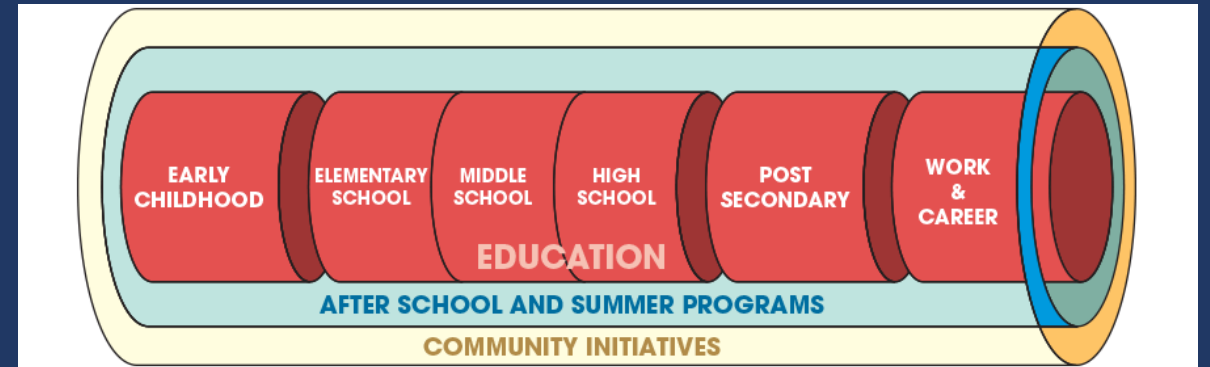 EARLY
CHILDHOOD
ELEMENTARY
SCHOOL
MIDDLE
SCHOOL
HIGH
SCHOOL
POST
SECONDARY
WORK
&
CAREER
EDUCATION
AFTER SCHOOL AND SUMMER PROGRAMS
COMMUNITY INITIATIVES